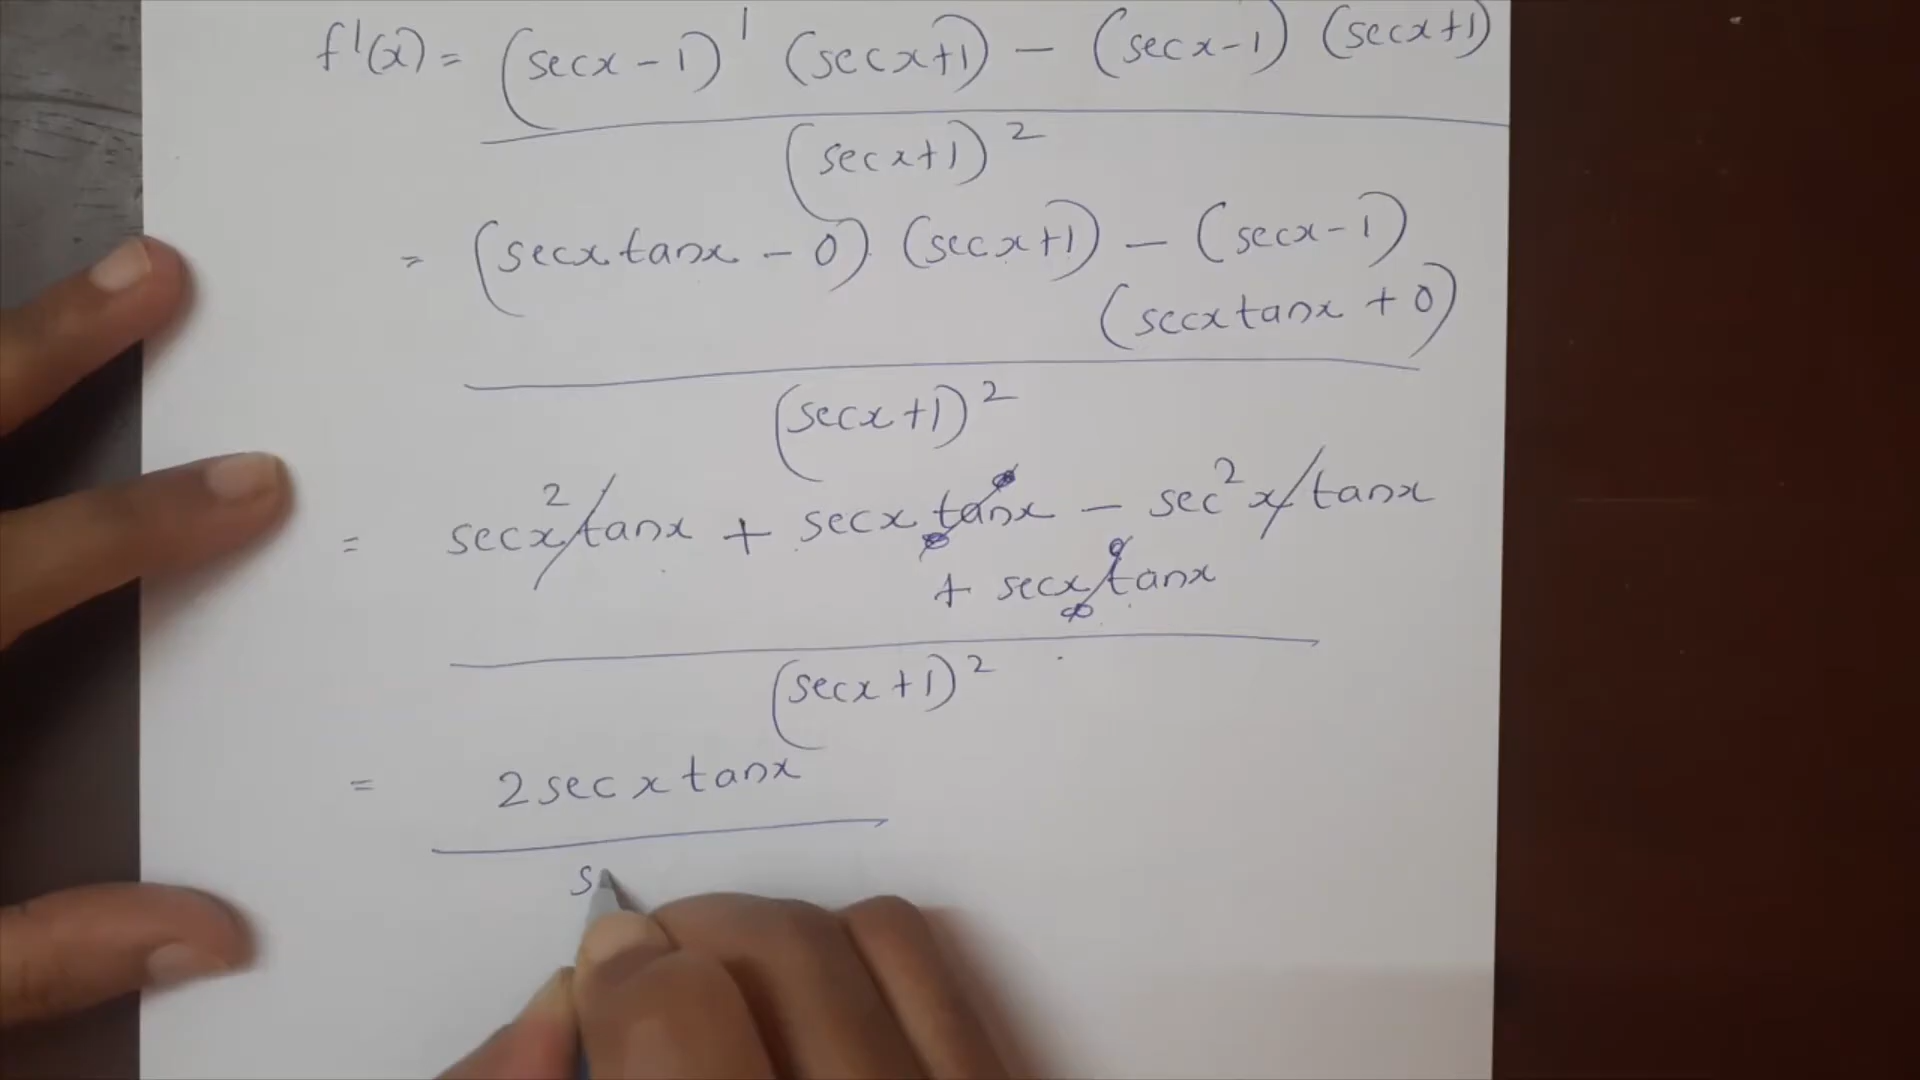 f'(x) = (secx - 1)' (secx+1) - (secx-1) (secx+1)
(secx+1)²
= (secx tanx - 0) (secx+1) - (secx-1)
(secx tanx + 0)
(secx+1)²
= secx² tanx + secx tanx - sec²x tanx
+ secx tanx
(secx+1)²
= 2secx tanx
s